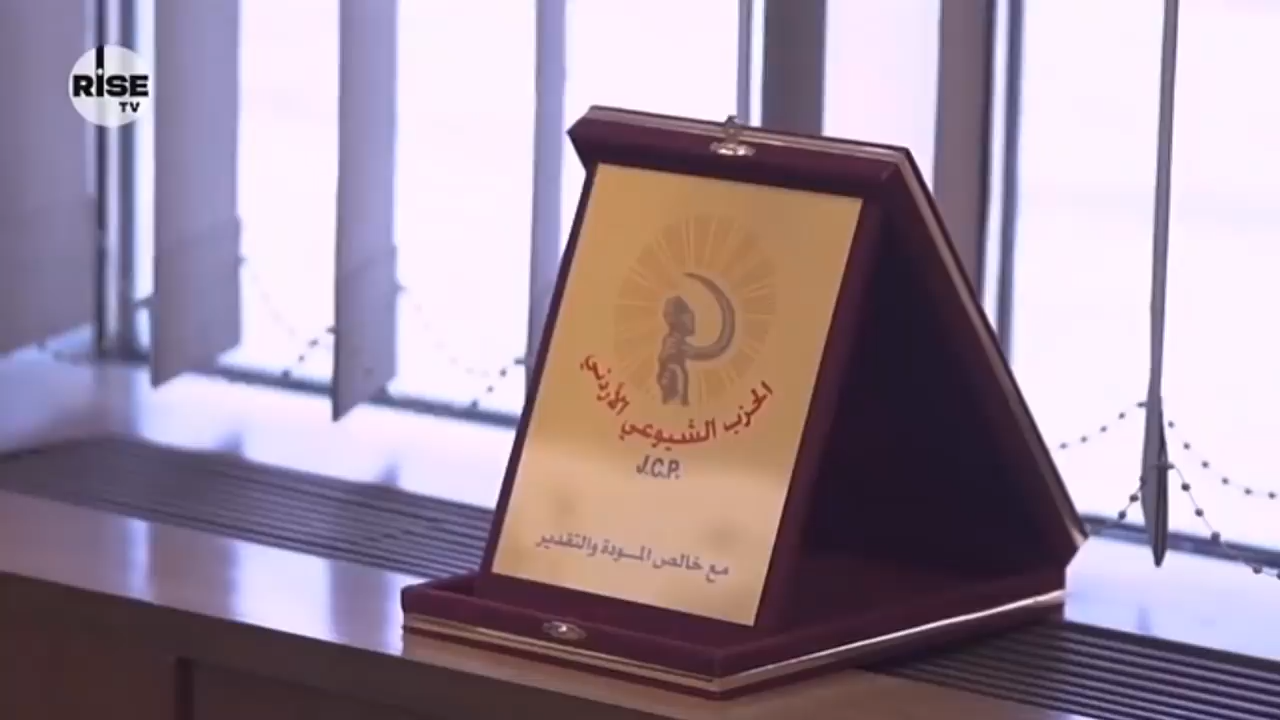 RiSE
TV
الحزب الشيوعي الأردني
J.C.P.
مع خالص المودة والتقدير